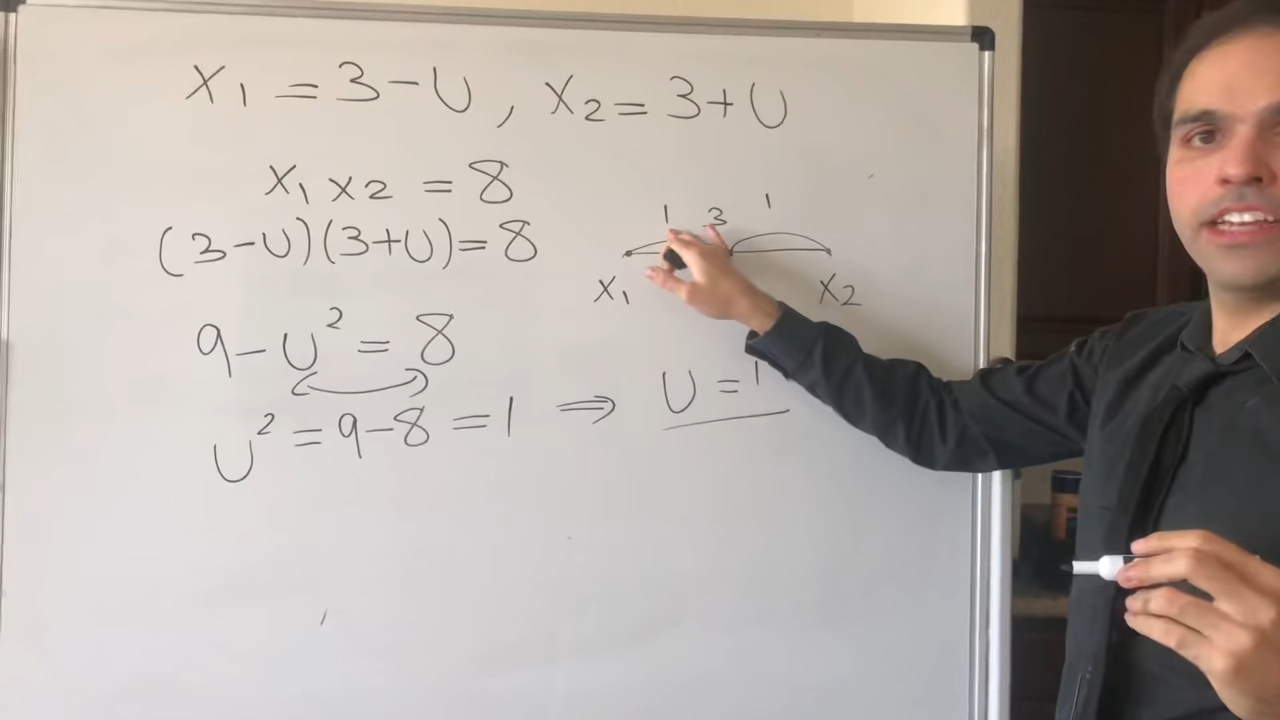 X₁ = 3 − U, X₂ = 3 + U
X₁ X₂ = 8
(3−U)(3+U) = 8
1 3 1
X₁ X₂
9 − U² = 8
U² = 9−8 = 1 ⇒ U = 1